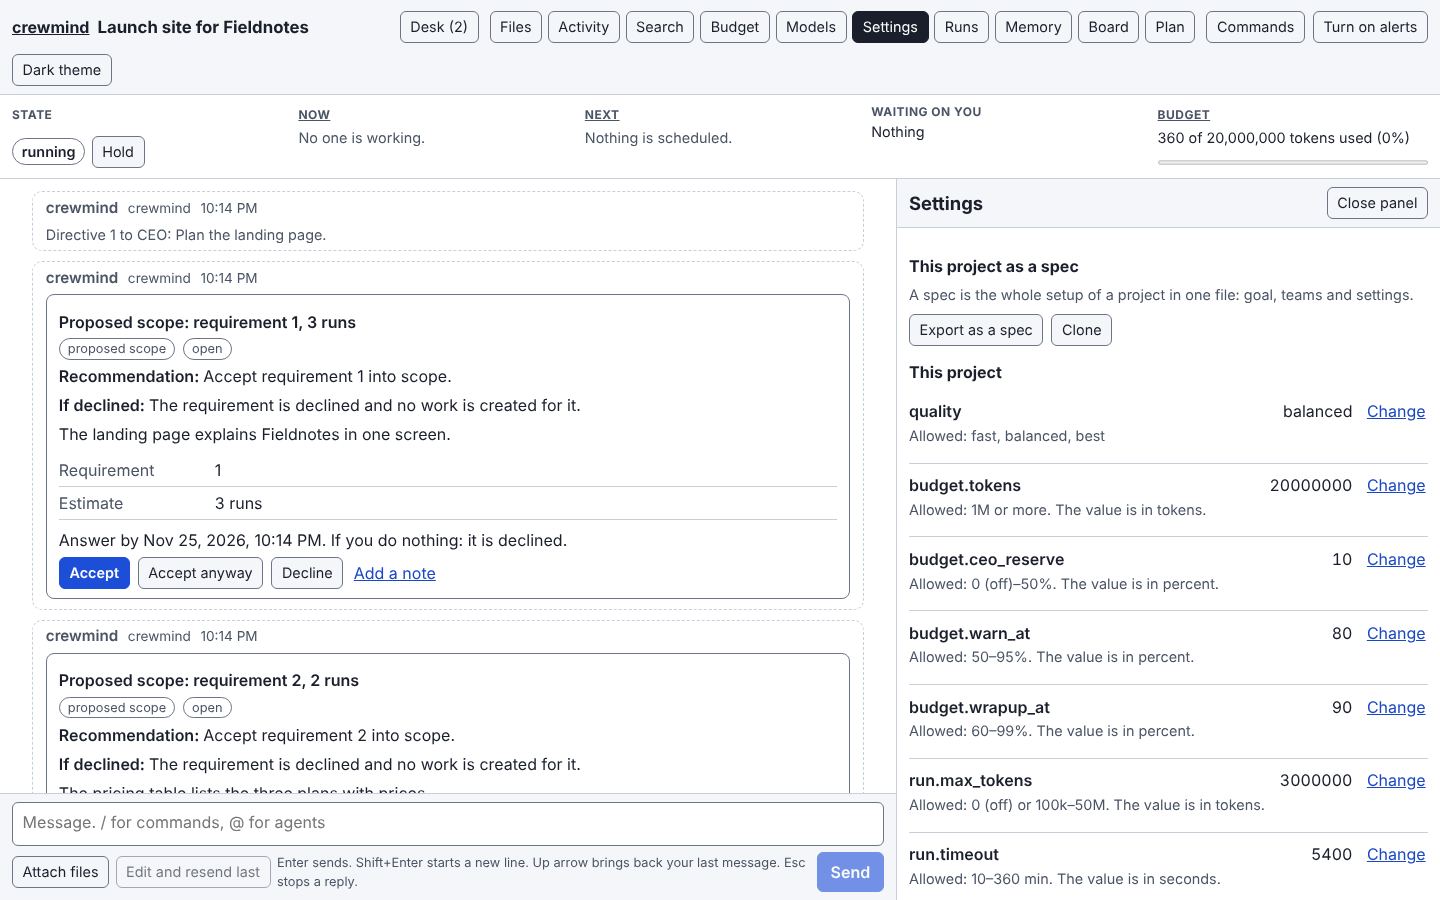 crewmind Launch site for Fieldnotes
Desk (2) Files Activity Search Budget Models Settings Runs Memory Board Plan Commands Turn on alerts
Dark theme
STATE
running Hold
NOW
No one is working.
NEXT
Nothing is scheduled.
WAITING ON YOU
Nothing
BUDGET
360 of 20,000,000 tokens used (0%)
crewmind crewmind 10:14 PM
Directive 1 to CEO: Plan the landing page.
crewmind crewmind 10:14 PM
Proposed scope: requirement 1, 3 runs
proposed scope open
Recommendation: Accept requirement 1 into scope.
If declined: The requirement is declined and no work is created for it.
The landing page explains Fieldnotes in one screen.
Requirement 1
Estimate 3 runs
Answer by Nov 25, 2026, 10:14 PM. If you do nothing: it is declined.
Accept Accept anyway Decline Add a note
crewmind crewmind 10:14 PM
Proposed scope: requirement 2, 2 runs
proposed scope open
Recommendation: Accept requirement 2 into scope.
If declined: The requirement is declined and no work is created for it.
The pricing table lists the three plans with prices.
Message. / for commands, @ for agents
Attach files Edit and resend last
Enter sends. Shift+Enter starts a new line. Up arrow brings back your last message. Esc
stops a reply.
Send
Settings Close panel
This project as a spec
A spec is the whole setup of a project in one file: goal, teams and settings.
Export as a spec Clone
This project
quality balanced Change
Allowed: fast, balanced, best
budget.tokens 20000000 Change
Allowed: 1M or more. The value is in tokens.
budget.ceo_reserve 10 Change
Allowed: 0 (off)–50%. The value is in percent.
budget.warn_at 80 Change
Allowed: 50–95%. The value is in percent.
budget.wrapup_at 90 Change
Allowed: 60–99%. The value is in percent.
run.max_tokens 3000000 Change
Allowed: 0 (off) or 100k–50M. The value is in tokens.
run.timeout 5400 Change
Allowed: 10–360 min. The value is in seconds.